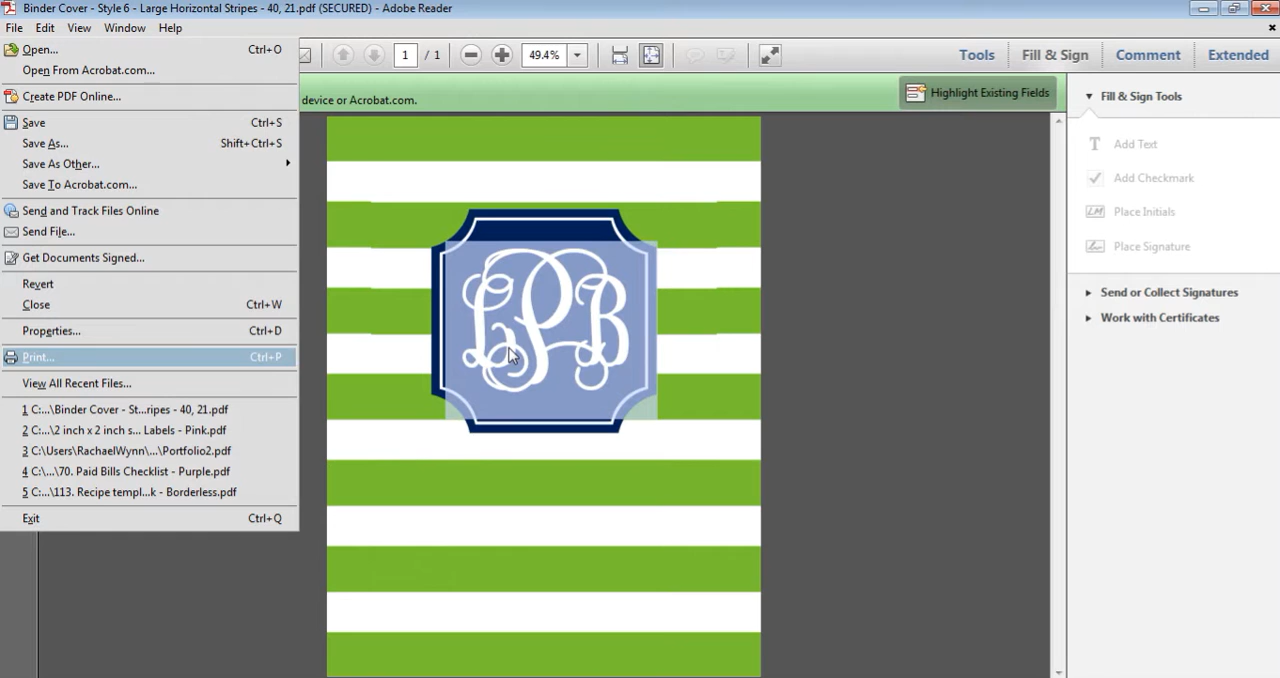 Binder Cover - Style 6 - Large Horizontal Stripes - 40, 21.pdf (SECURED) - Adobe Reader
File Edit View Window Help
Open... Ctrl+O
Open From Acrobat.com...
Create PDF Online...
Save Ctrl+S
Save As... Shift+Ctrl+S
Save As Other...
Save To Acrobat.com...
Send and Track Files Online
Send File...
Get Documents Signed...
Revert
Close Ctrl+W
Properties... Ctrl+D
Print... Ctrl+P
View All Recent Files...
1 C:...\Binder Cover - St...ripes - 40, 21.pdf
2 C:...\2 inch x 2 inch s... Labels - Pink.pdf
3 C:\Users\RachaelWynn\...\Portfolio2.pdf
4 C:\...\70. Paid Bills Checklist - Purple.pdf
5 C:...\113. Recipe templ...k - Borderless.pdf
Exit Ctrl+Q
1 / 1 49.4%
Tools Fill & Sign Comment Extended
device or Acrobat.com.
Highlight Existing Fields
LPB
Fill & Sign Tools
Add Text
Add Checkmark
Place Initials
Place Signature
Send or Collect Signatures
Work with Certificates